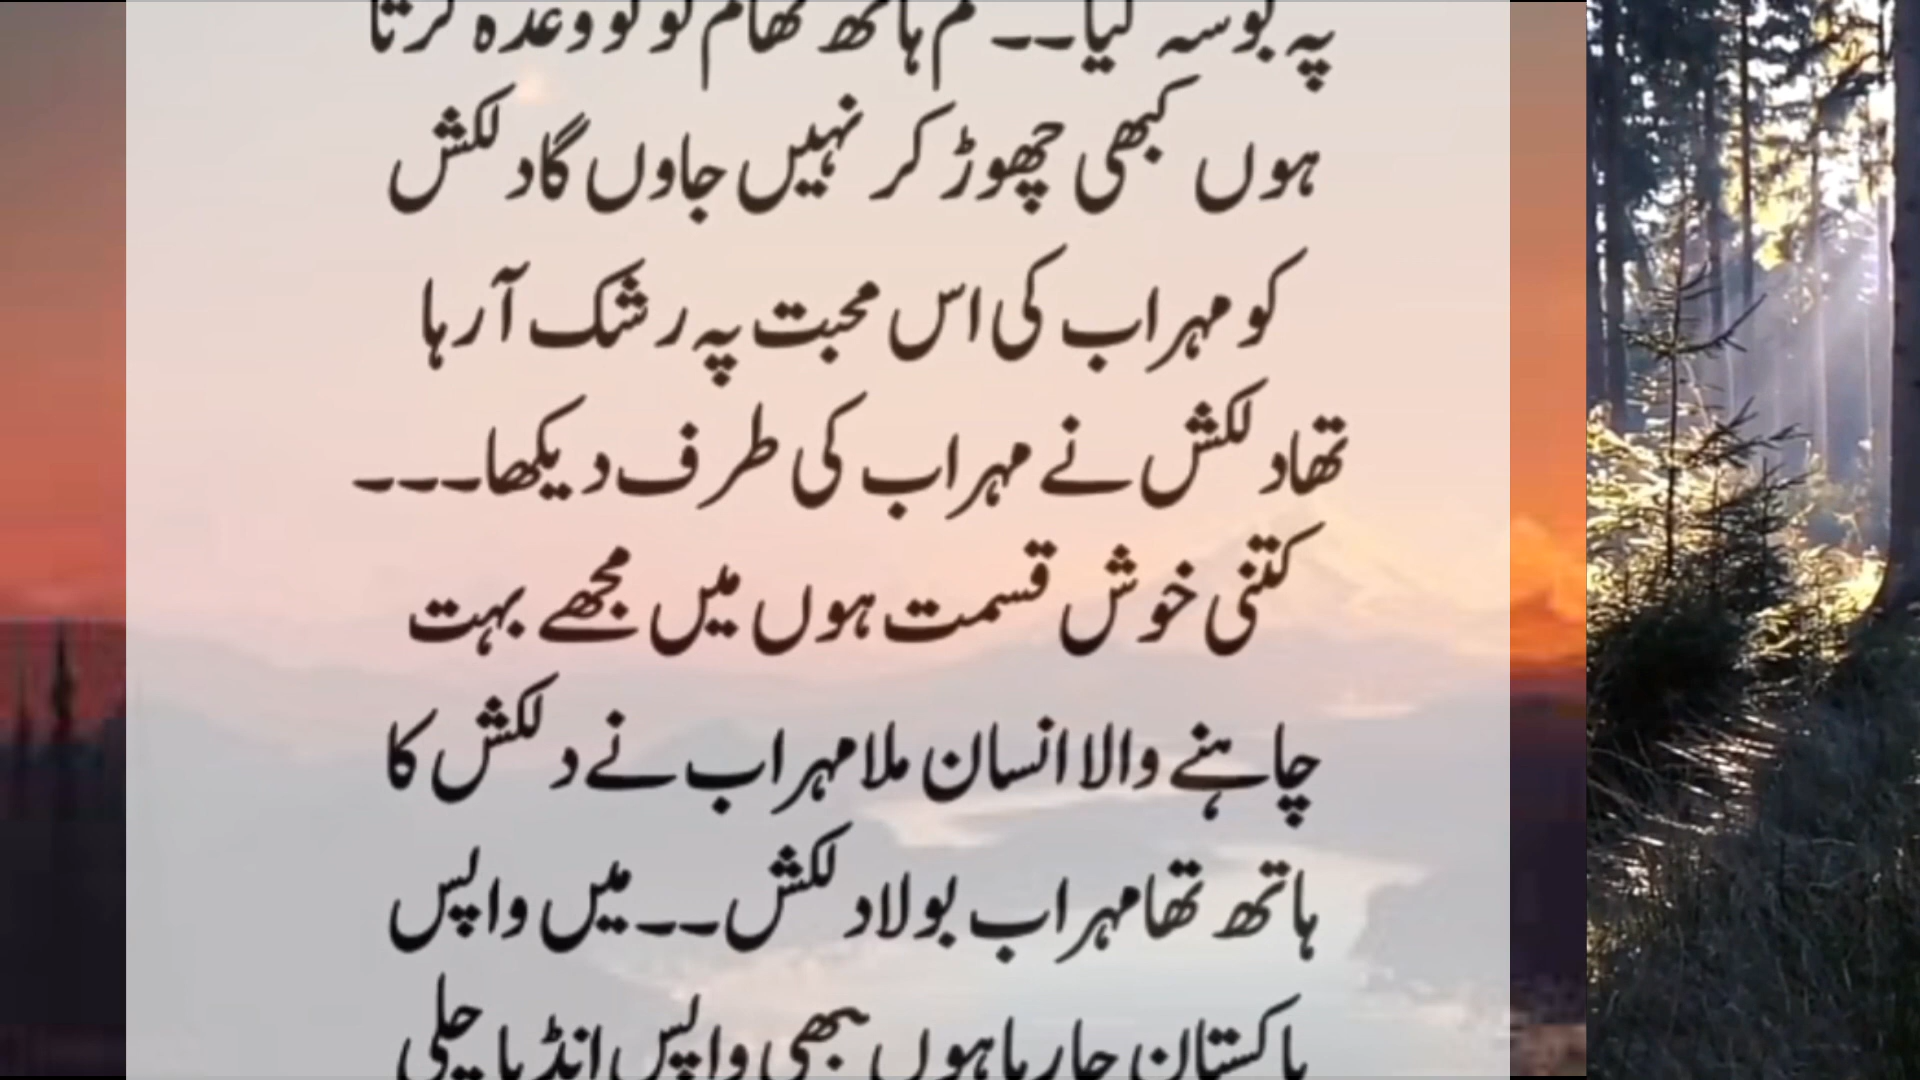 پہ بوسہ لیا۔۔ تم ہاتھ تھام لو تو وعدہ کرتا
ہوں کبھی چھوڑ کر نہیں جاوں گا دلکش
کو مہراب کی اس محبت پہ رشک آ رہا
تھا دلکش نے مہراب کی طرف دیکھا۔۔۔
کتنی خوش قسمت ہوں میں مجھے بہت
چاہنے والا انسان ملا مہراب نے دلکش کا
ہاتھ تھا مہراب بولا دلکش۔۔ میں واپس
پاکستان جا رہا ہوں بھی واپس انڈیا چلی